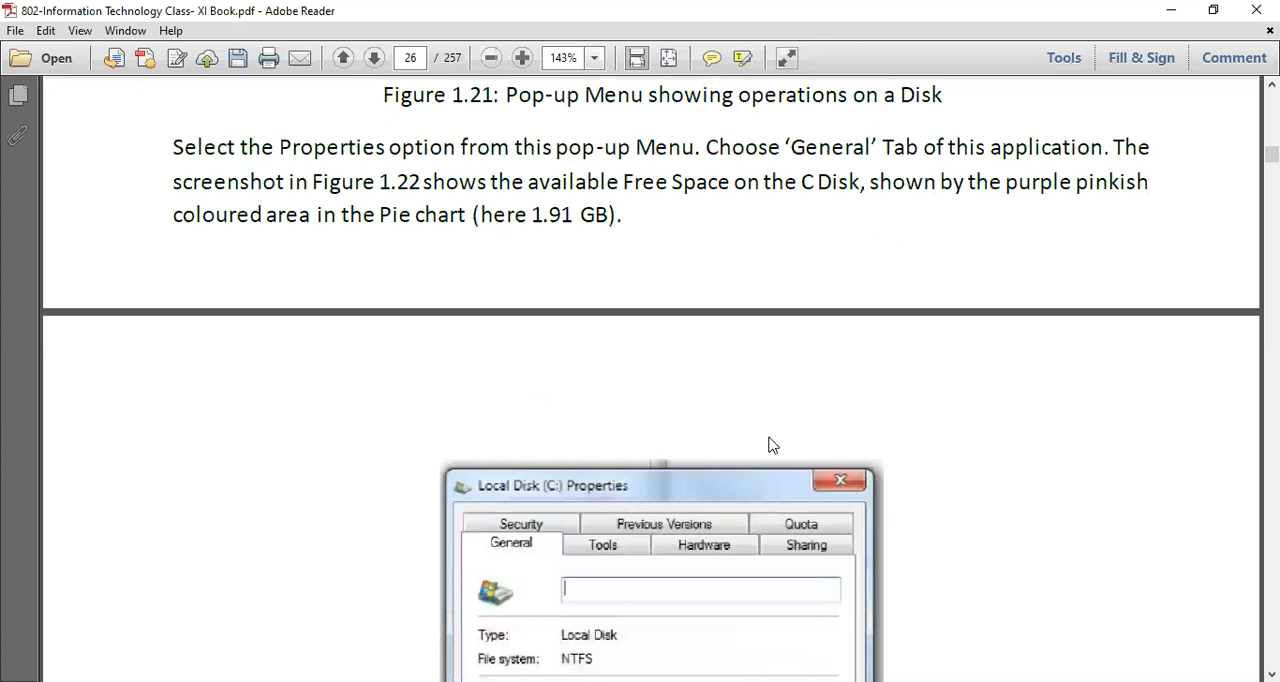 802-Information Technology Class- XI Book.pdf - Adobe Reader
File Edit View Window Help
Open 26 / 257 143% Tools Fill & Sign Comment
Figure 1.21: Pop-up Menu showing operations on a Disk
Select the Properties option from this pop-up Menu. Choose ‘General’ Tab of this application. The
screenshot in Figure 1.22 shows the available Free Space on the C Disk, shown by the purple pinkish
coloured area in the Pie chart (here 1.91 GB).
Local Disk (C:) Properties
Security Previous Versions Quota
General Tools Hardware Sharing
Type: Local Disk
File system: NTFS